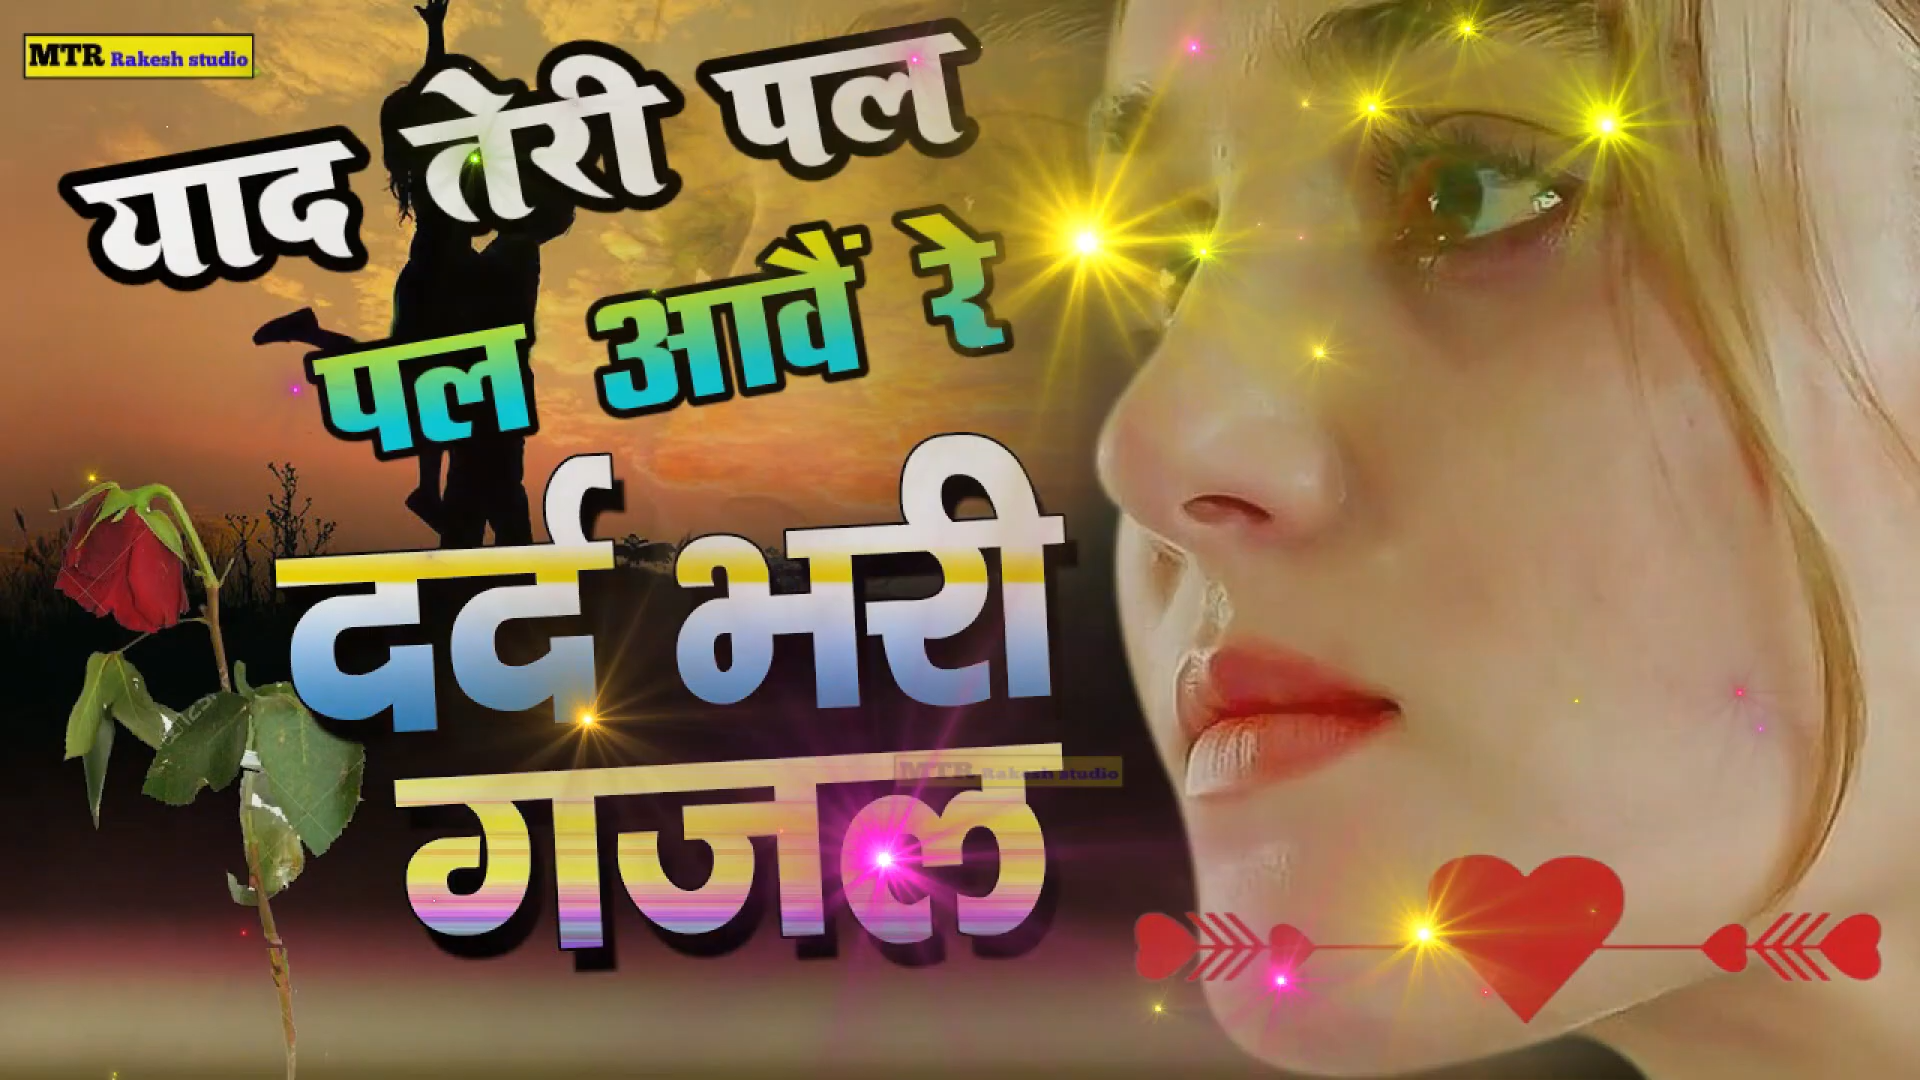 MTR Rakesh studio
याद तेरी पल
पल आवैं रे
दर्द भरी
गजल
MTR Rakesh studio